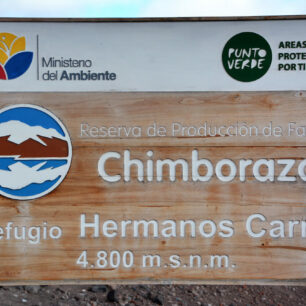 Ministerio
del Ambiente
PUNTO
VERDE
AREAS
PROTE
POR TI
Reserva de Producción de Fa
Chimborazo
efugio Hermanos Carr
4.800 m.s.n.m.